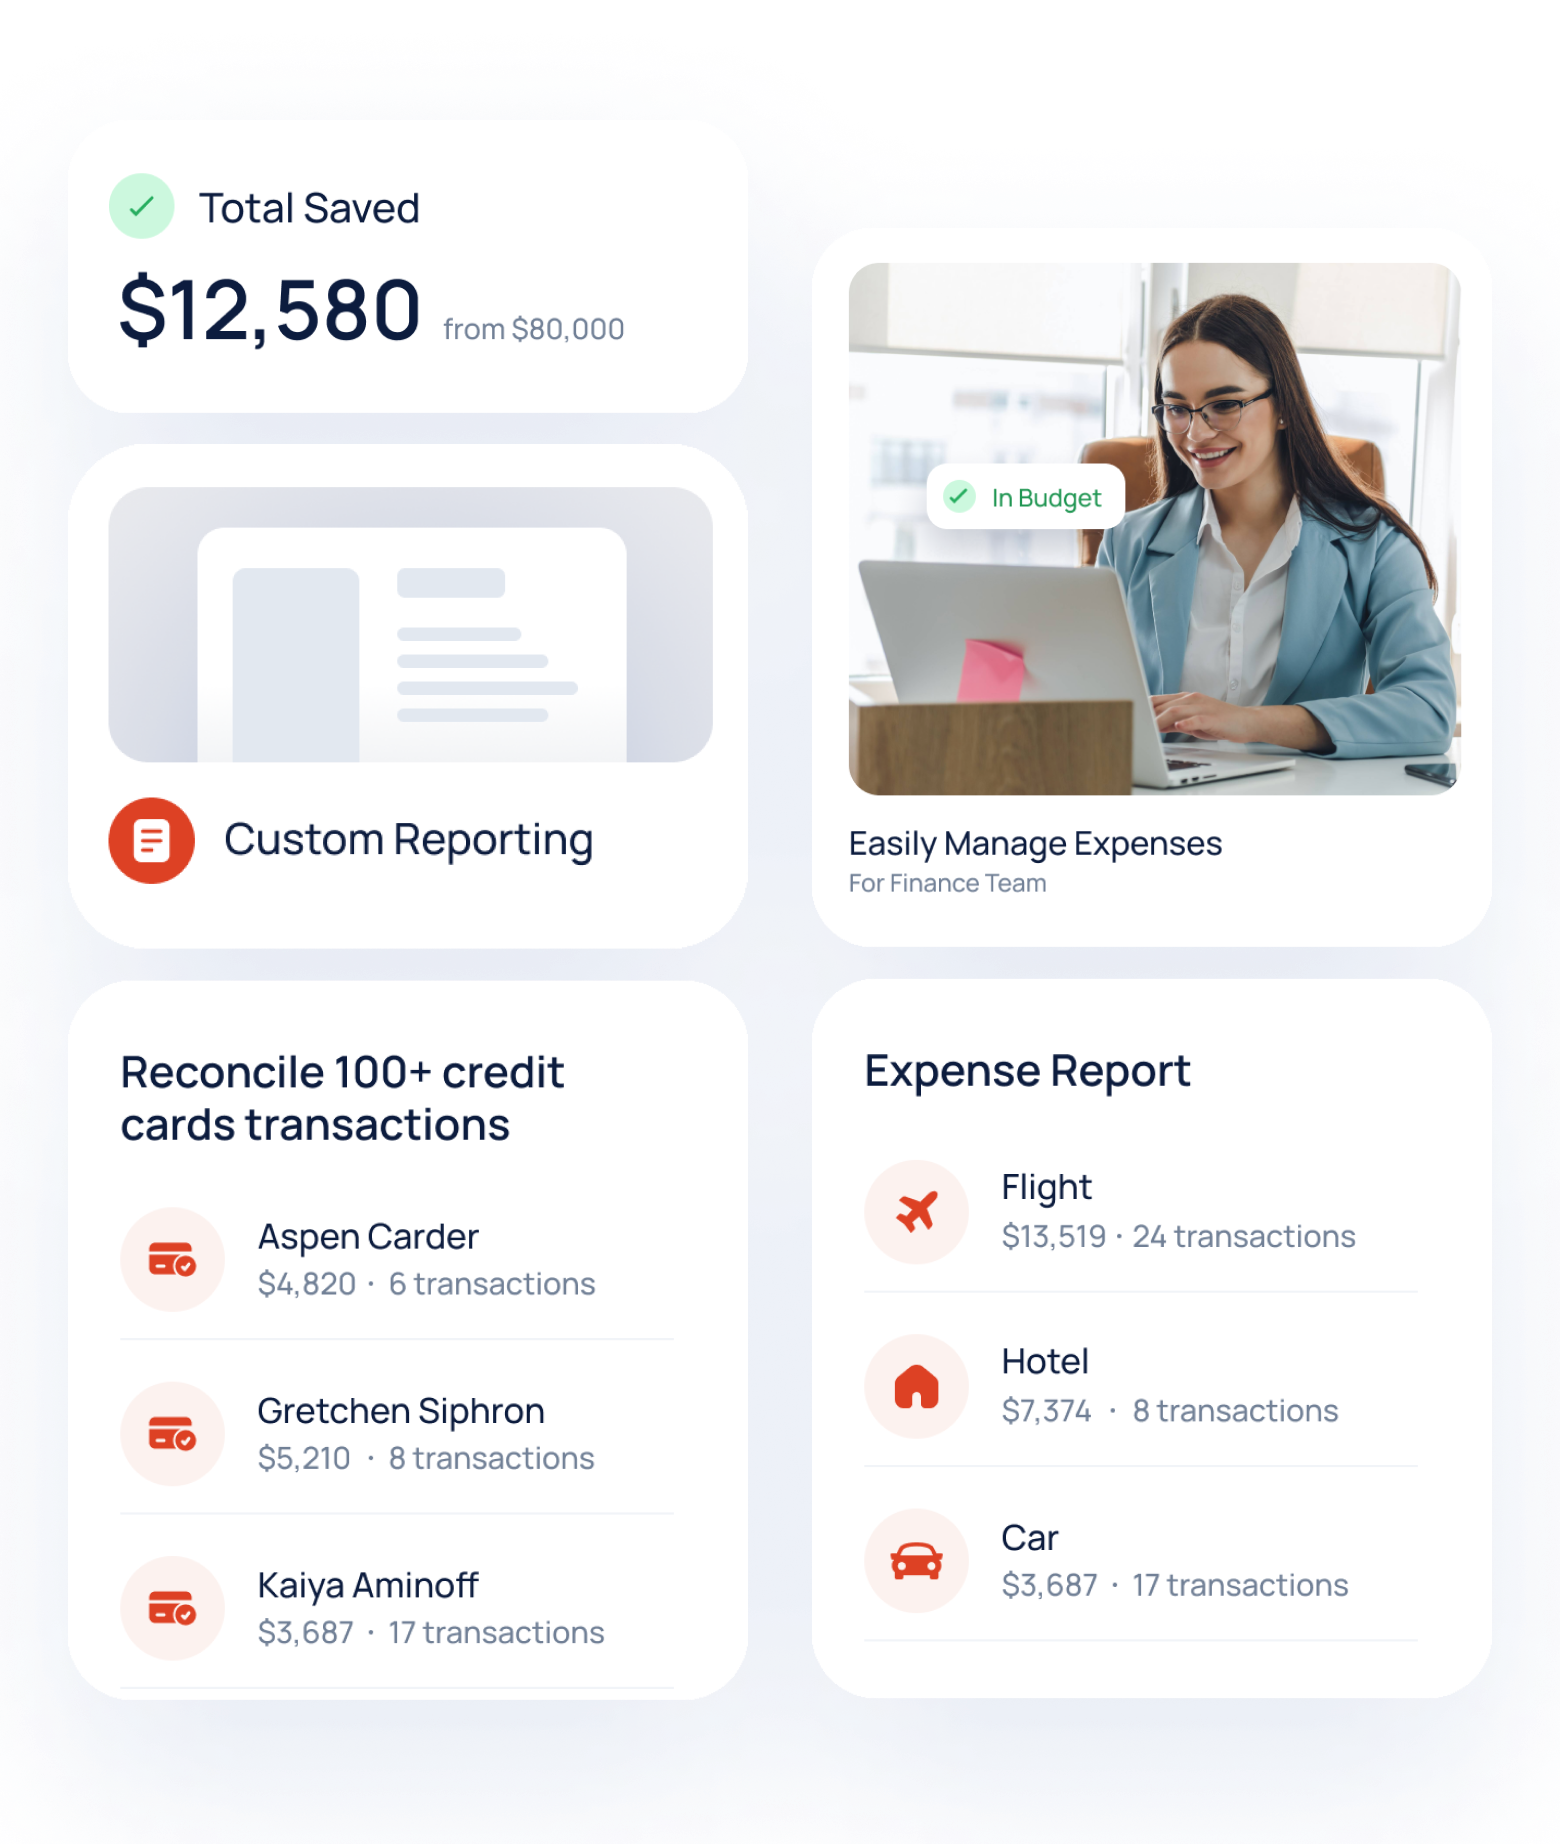 Total Saved
$12,580 from $80,000
Custom Reporting
Reconcile 100+ credit
cards transactions
Aspen Carder
$4,820 · 6 transactions
Gretchen Siphron
$5,210 · 8 transactions
Kaiya Aminoff
$3,687 · 17 transactions
In Budget
Easily Manage Expenses
For Finance Team
Expense Report
Flight
$13,519 · 24 transactions
Hotel
$7,374 · 8 transactions
Car
$3,687 · 17 transactions